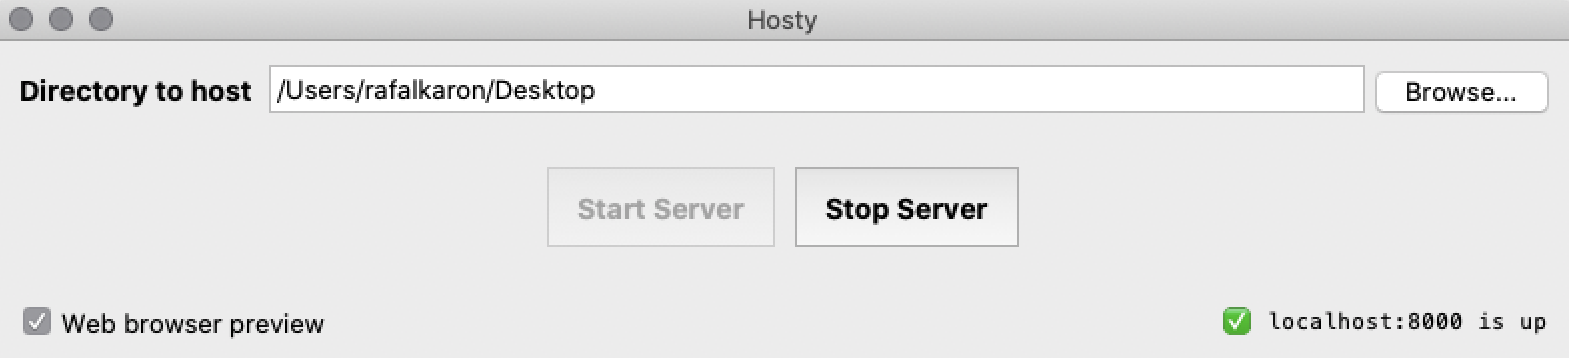 Hosty
Directory to host /Users/rafalkaron/Desktop Browse...
Start Server Stop Server
Web browser preview localhost:8000 is up